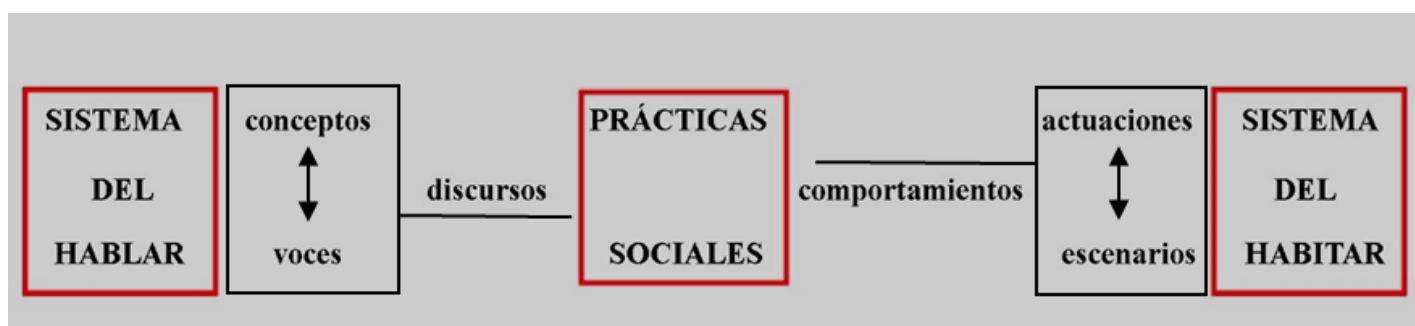 SISTEMA
DEL
HABLAR
conceptos
voces
discursos
PRÁCTICAS
SOCIALES
comportamientos
actuaciones
escenarios
SISTEMA
DEL
HABITAR